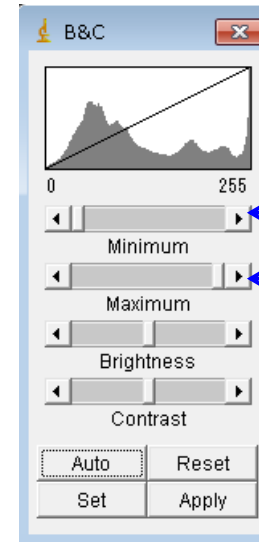 B&C
0 255
Minimum
Maximum
Brightness
Contrast
Auto Reset
Set Apply